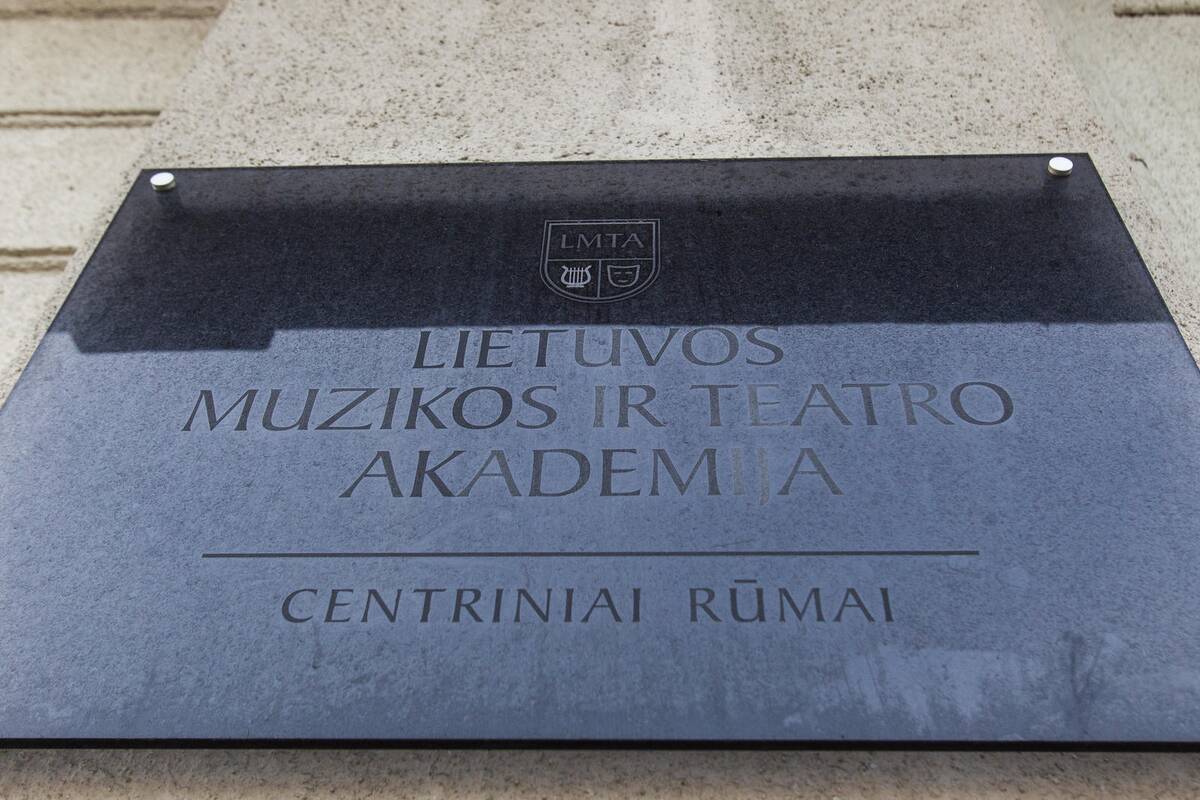 LMTA
LIETUVOS
MUZIKOS IR TEATRO
AKADEMIJA
CENTRINIAI RŪMAI